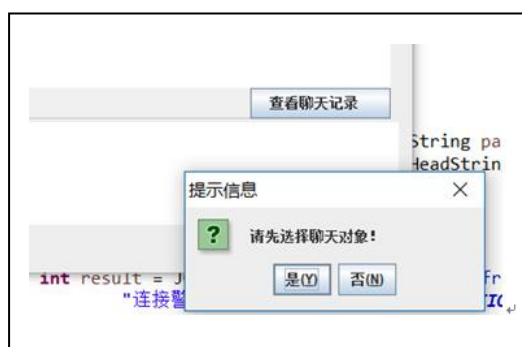 查看聊天记录
String pa
HeadStrin
提示信息
请先选择聊天对象!
是(Y) 否(N)
int result = J
fr
"连接警